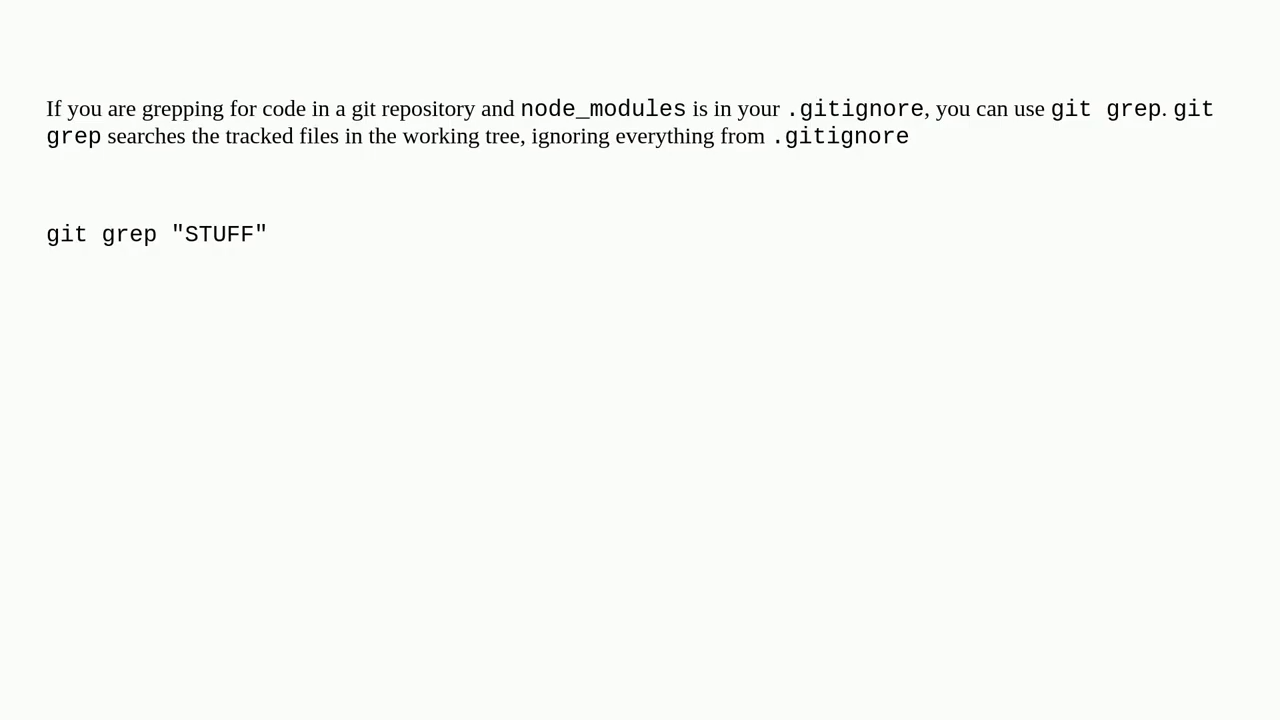 If you are grepping for code in a git repository and node_modules is in your .gitignore, you can use git grep. git
grep searches the tracked files in the working tree, ignoring everything from .gitignore
git grep "STUFF"